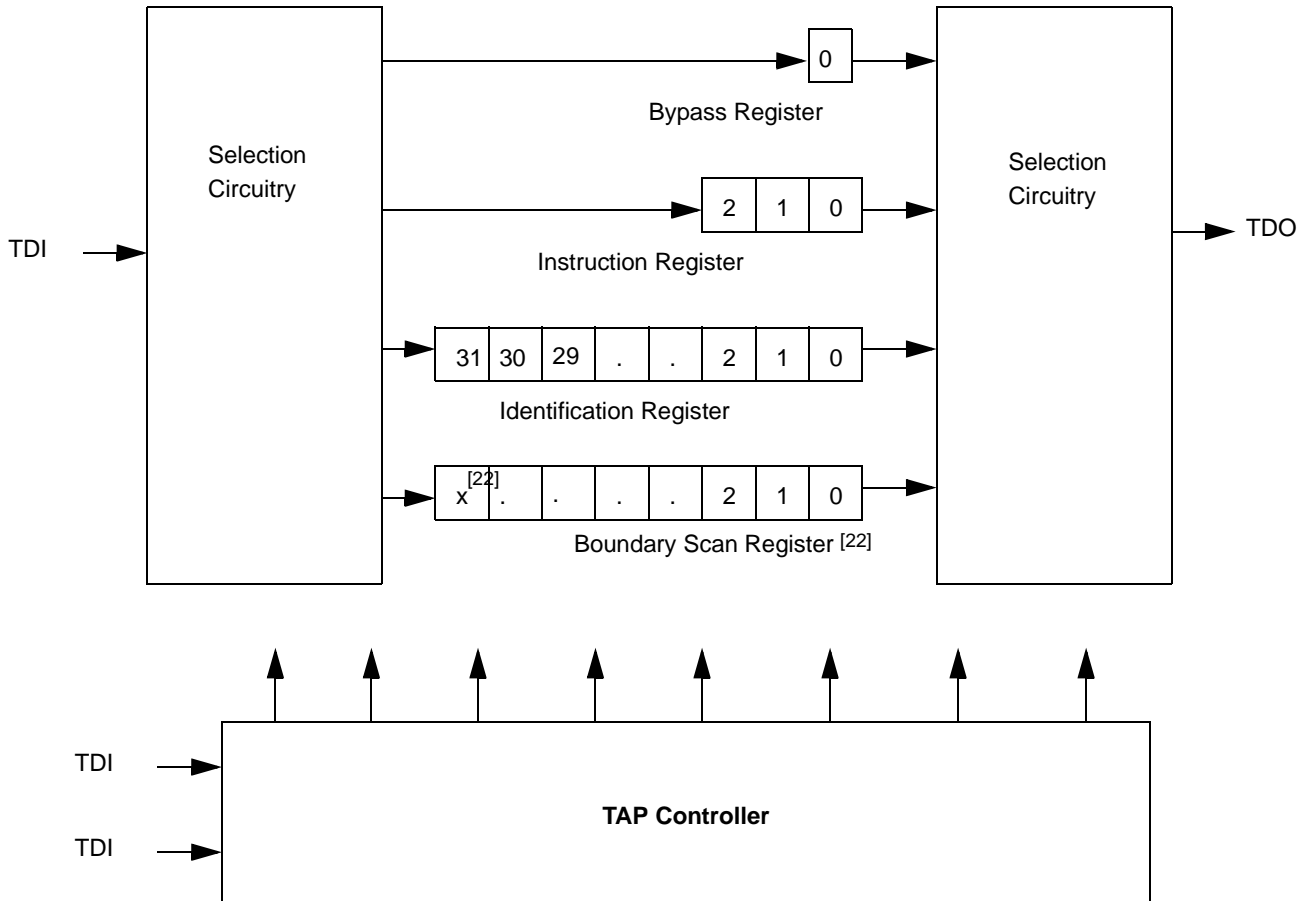 0
Bypass Register
Selection
Circuitry
Selection
Circuitry
2 1 0
TDI
TDO
Instruction Register
31 30 29 . . 2 1 0
Identification Register
x[22] . . . . 2 1 0
Boundary Scan Register [22]
TDI
TAP Controller
TDI